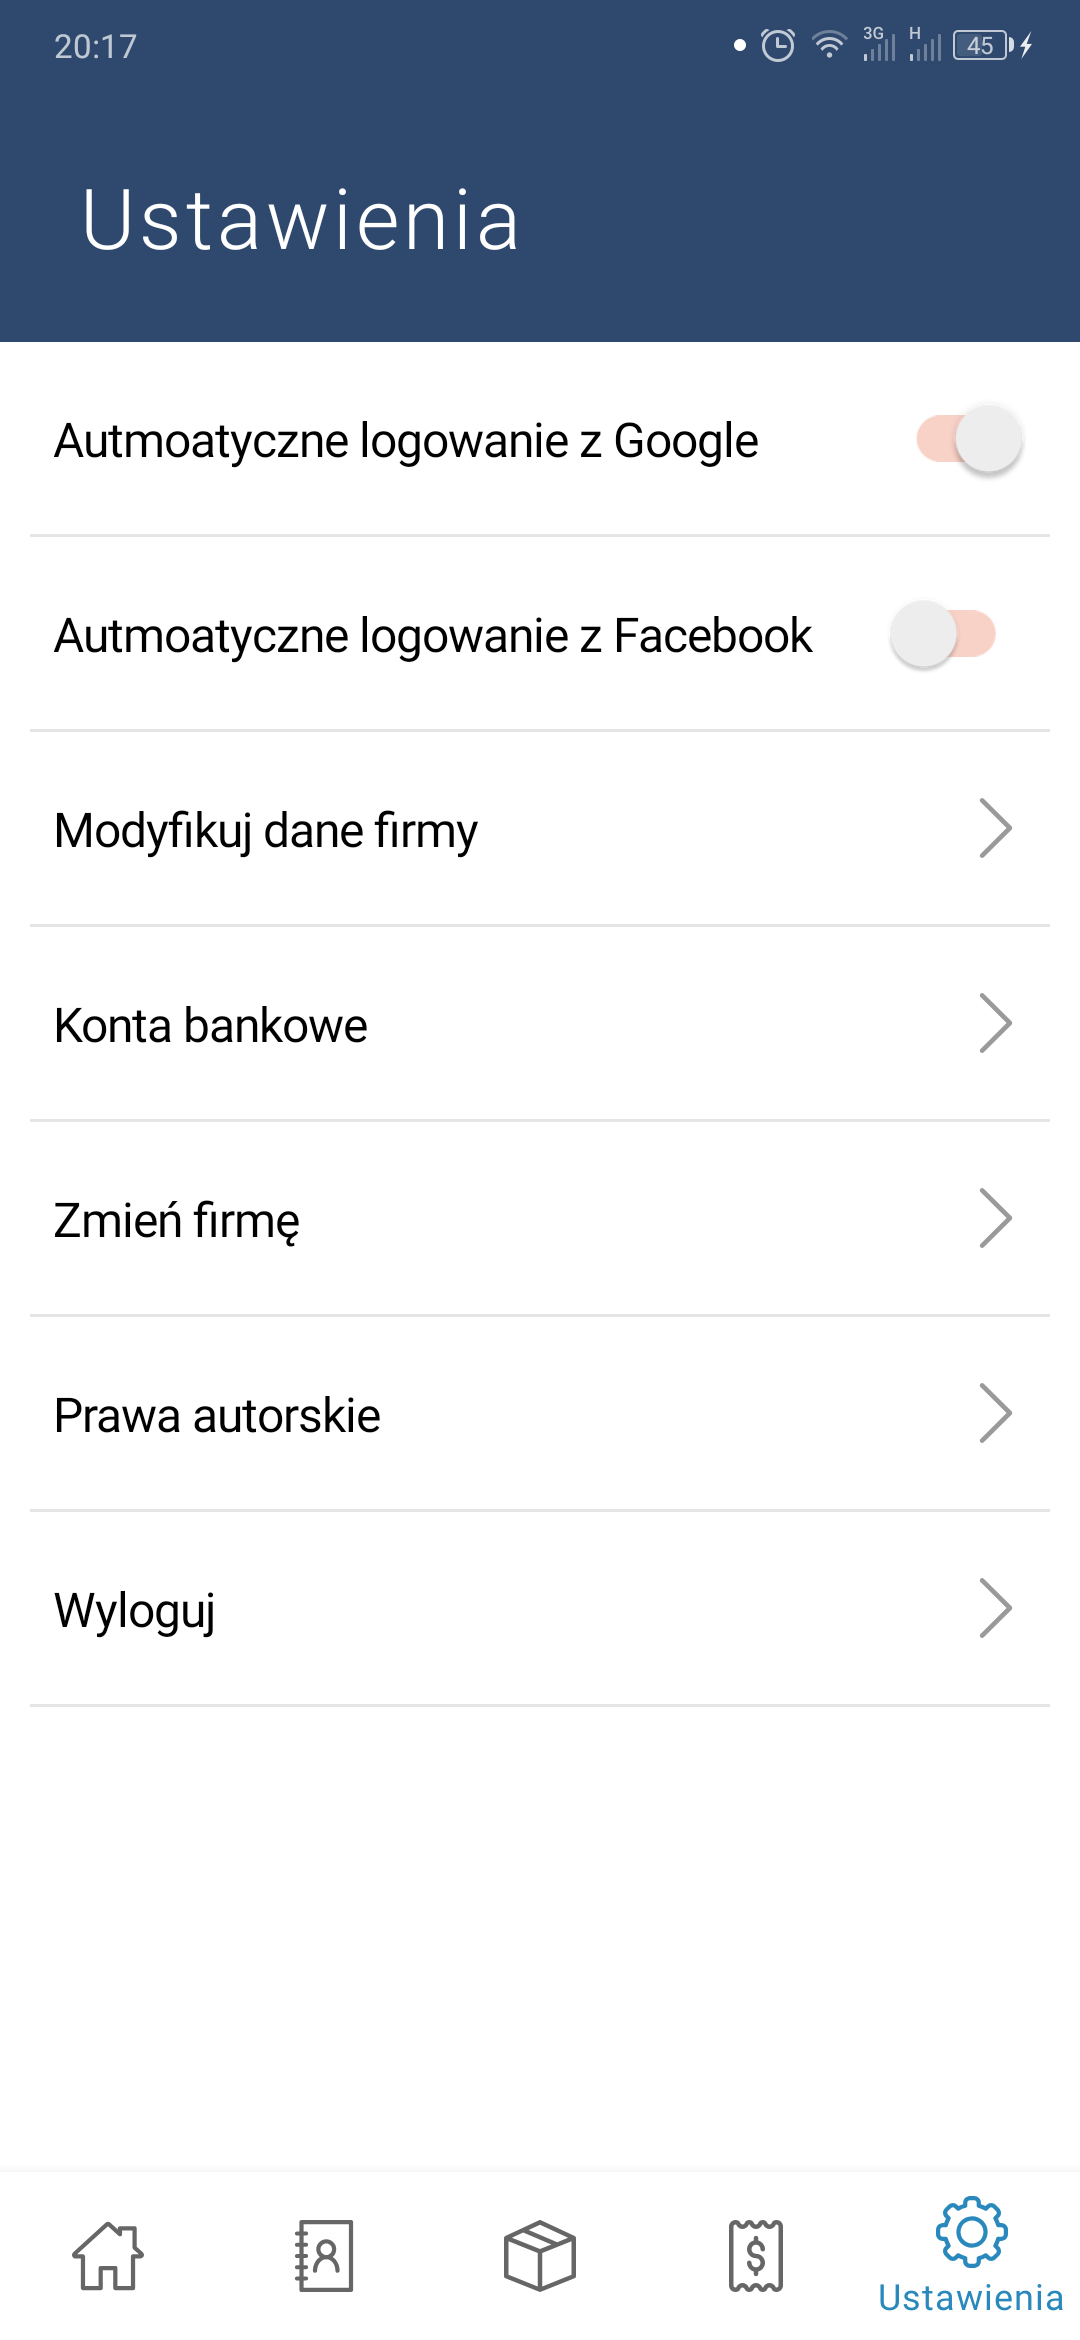 20:17
3G H 45
Ustawienia
Autmoatyczne logowanie z Google
Autmoatyczne logowanie z Facebook
Modyfikuj dane firmy
Konta bankowe
Zmień firmę
Prawa autorskie
Wyloguj
Ustawienia